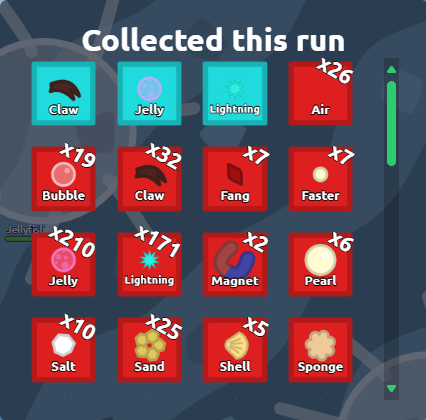 Collected this run
Claw
Jelly
Lightning
x26
Air
x19
Bubble
x32
Claw
x7
Fang
x7
Faster
Jellyfish
x210
Jelly
x171
Lightning
x2
Magnet
x6
Pearl
x10
Salt
x25
Sand
x5
Shell
Sponge